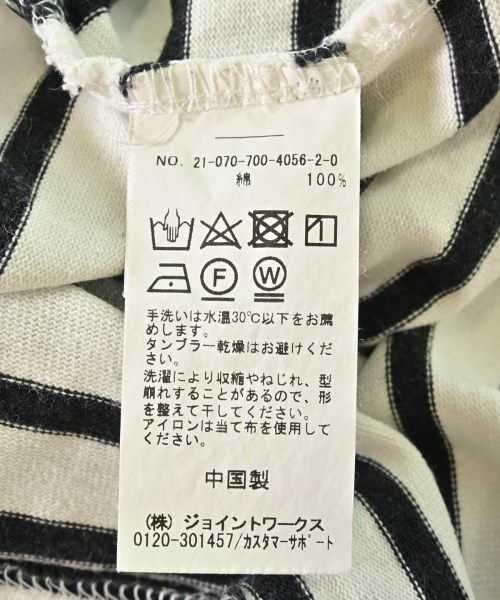 NO. 21-070-700-4056-2-0
綿 100%
F W
手洗いは水温30℃以下をお薦
めします。
タンブラー乾燥はお避けくだ
さい。
洗濯により収縮やねじれ、型
崩れすることがあるので、形
を整えて干してください。
アイロンは当て布を使用して
ください。
中国製
(株) ジョイントワークス
0120-301457/カスタマーサポート